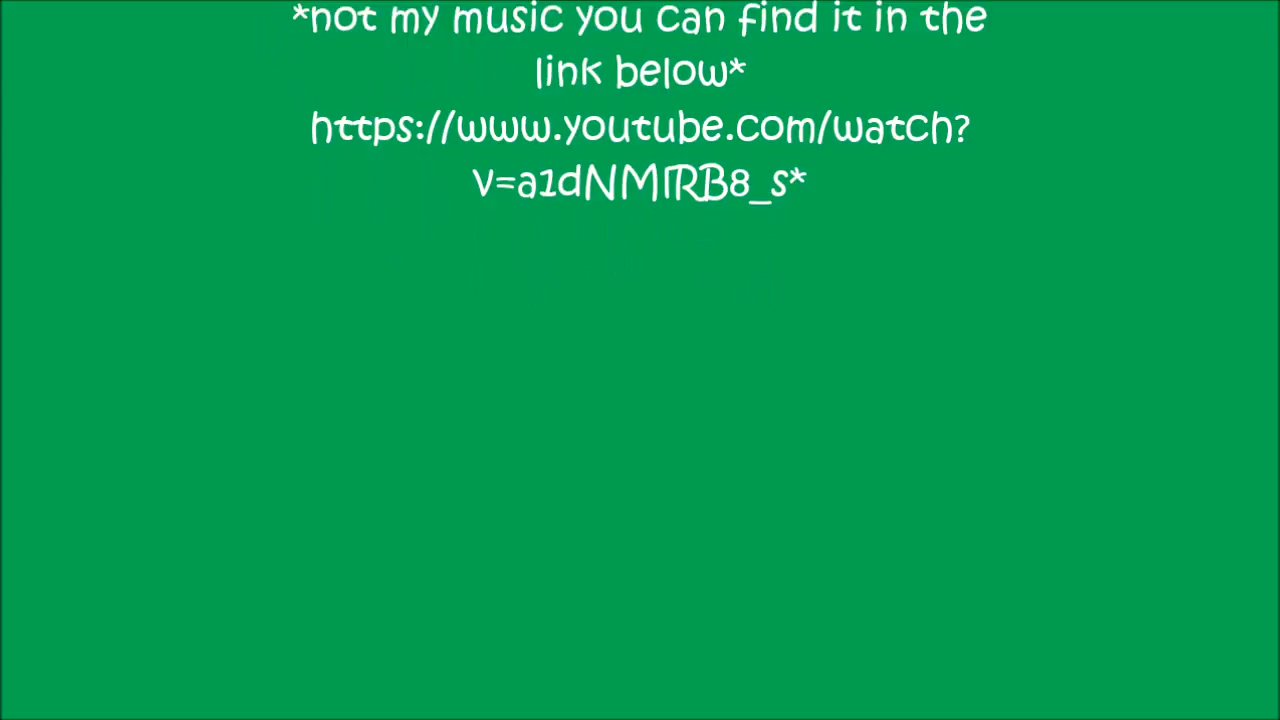 *not my music you can find it in the
link below*
https://www.youtube.com/watch?
v=a1dNMIRB8_s*